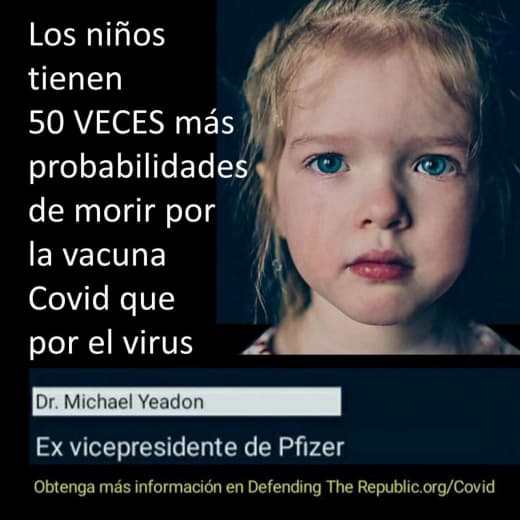 Los niños
tienen
50 VECES más
probabilidades
de morir por
la vacuna
Covid que
por el virus
Dr. Michael Yeadon
Ex vicepresidente de Pfizer
Obtenga más información en Defending The Republic.org/Covid